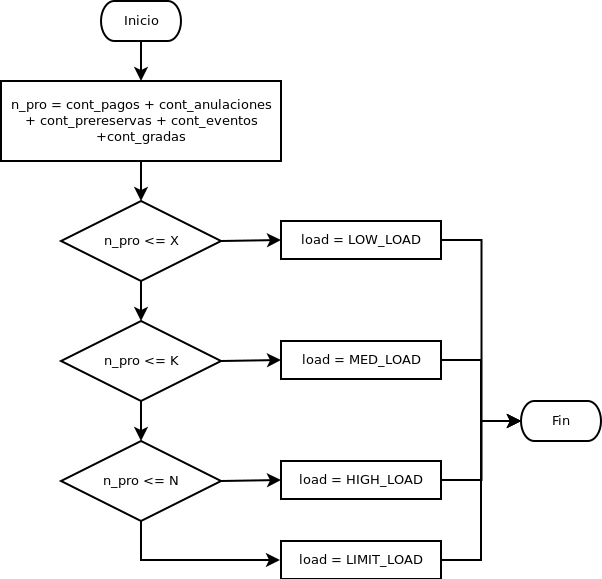 Inicio
n_pro = cont_pagos + cont_anulaciones
+ cont_prereservas + cont_eventos
+cont_gradas
n_pro <= X
load = LOW_LOAD
n_pro <= K
load = MED_LOAD
Fin
n_pro <= N
load = HIGH_LOAD
load = LIMIT_LOAD